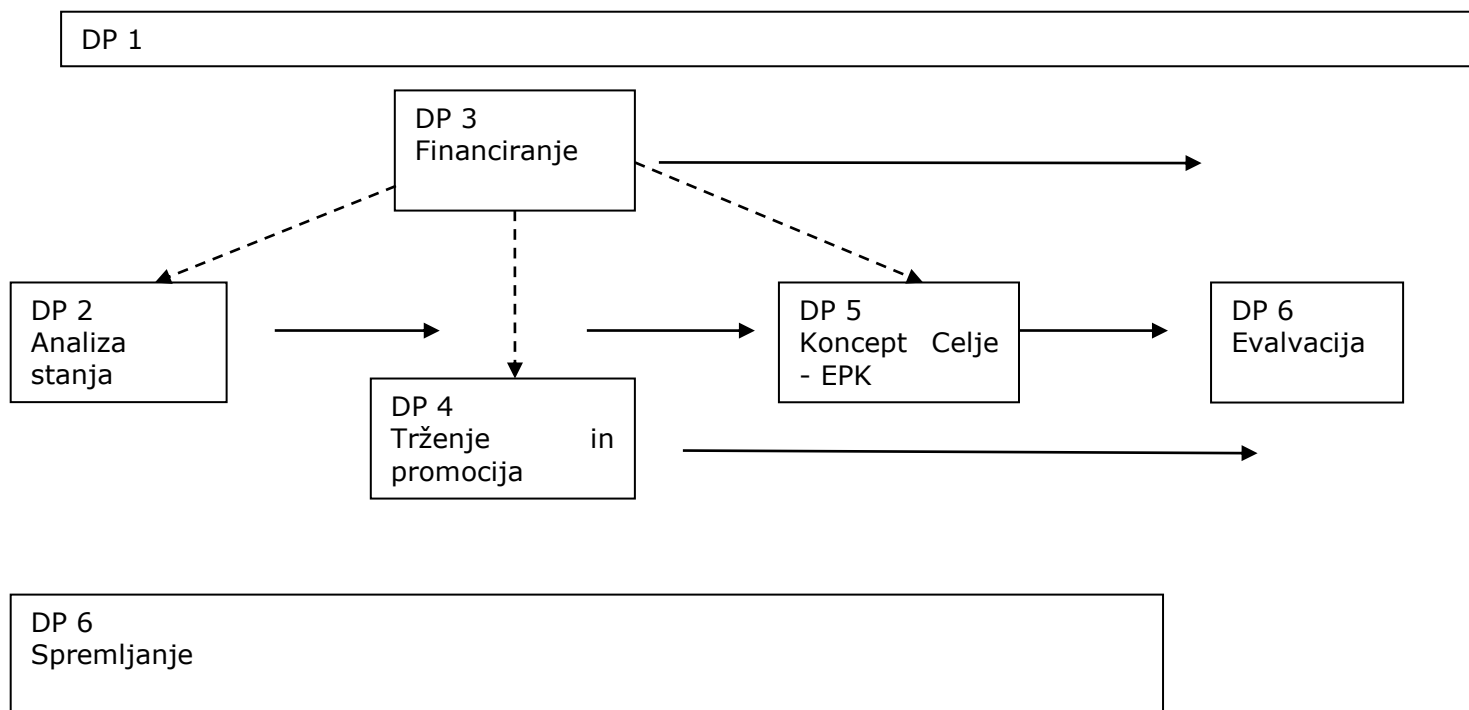 DP 1
DP 3
Financiranje
DP 2
Analiza
stanja
DP 5
Koncept Celje
- EPK
DP 6
Evalvacija
DP 4
Trženje in
promocija
DP 6
Spremljanje